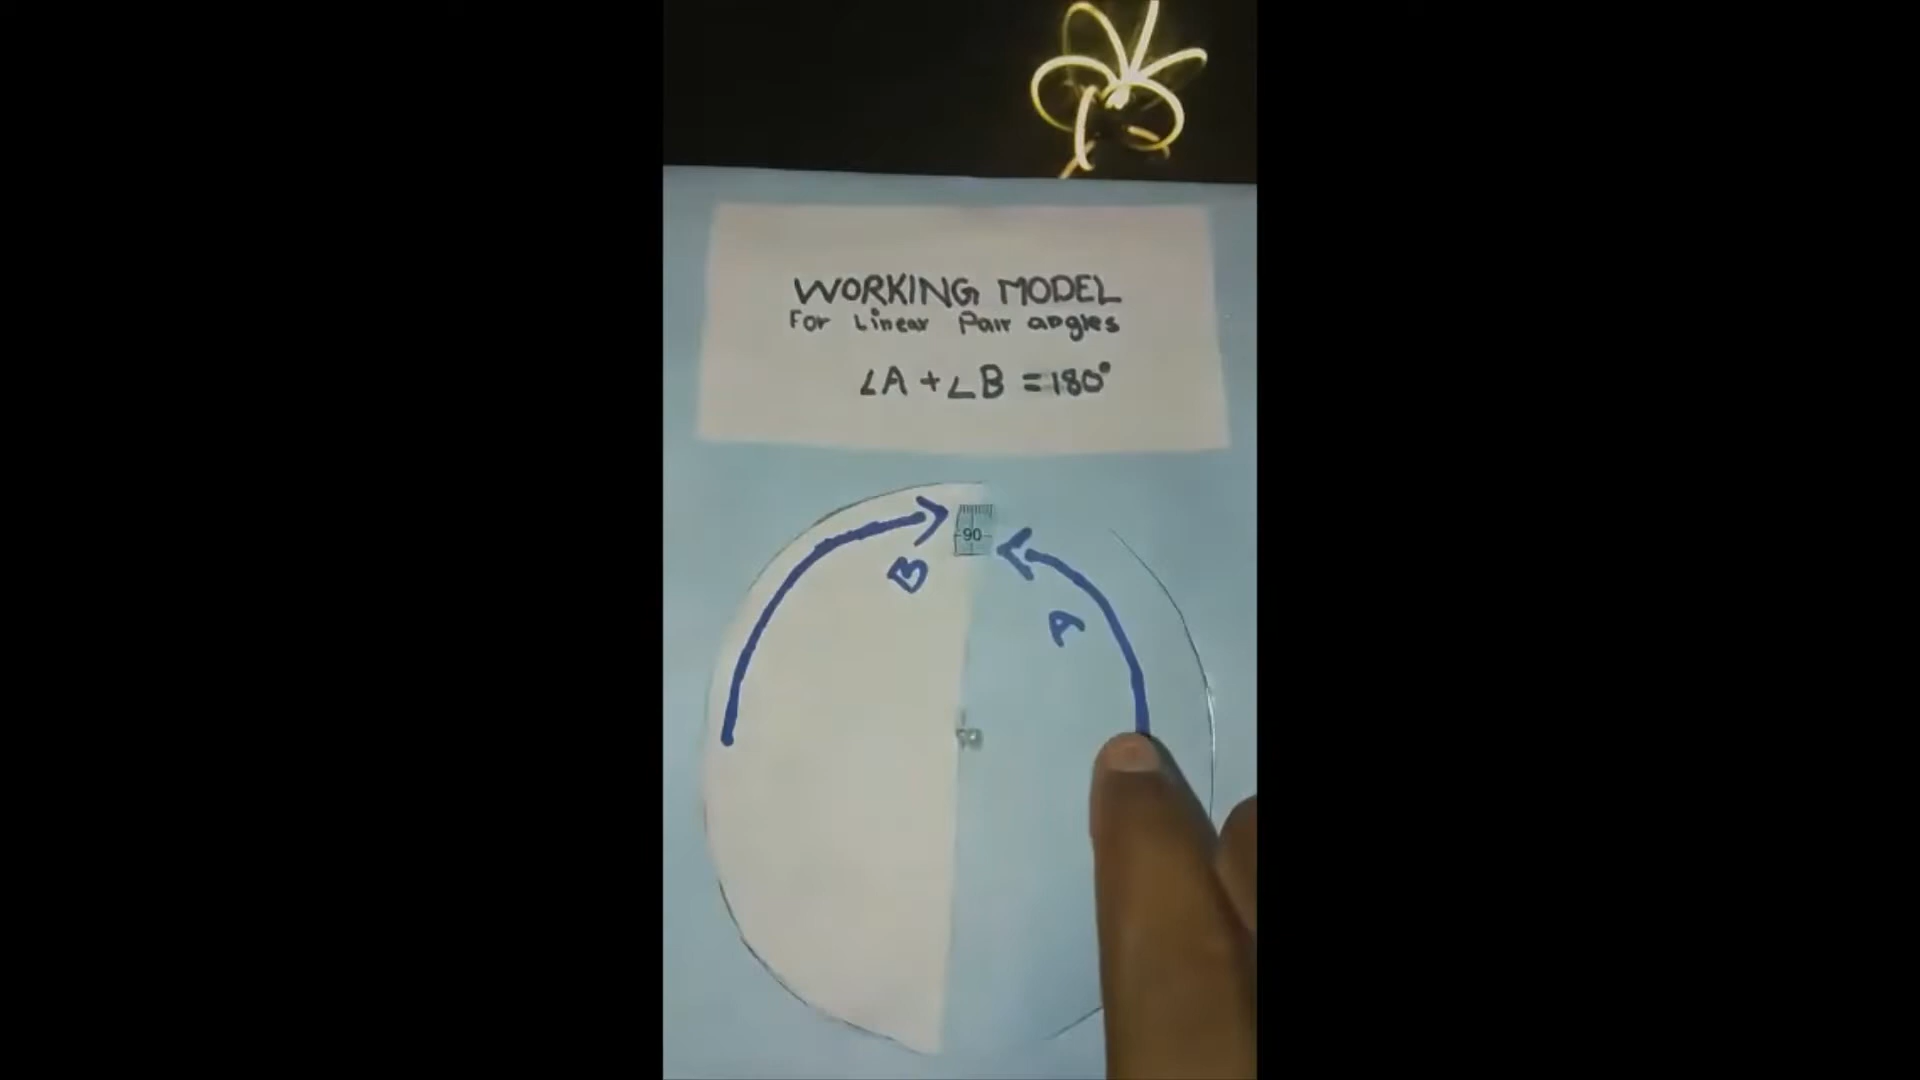 WORKING MODEL
For Linear Pair angles
∠A + ∠B = 180°
90
B
A